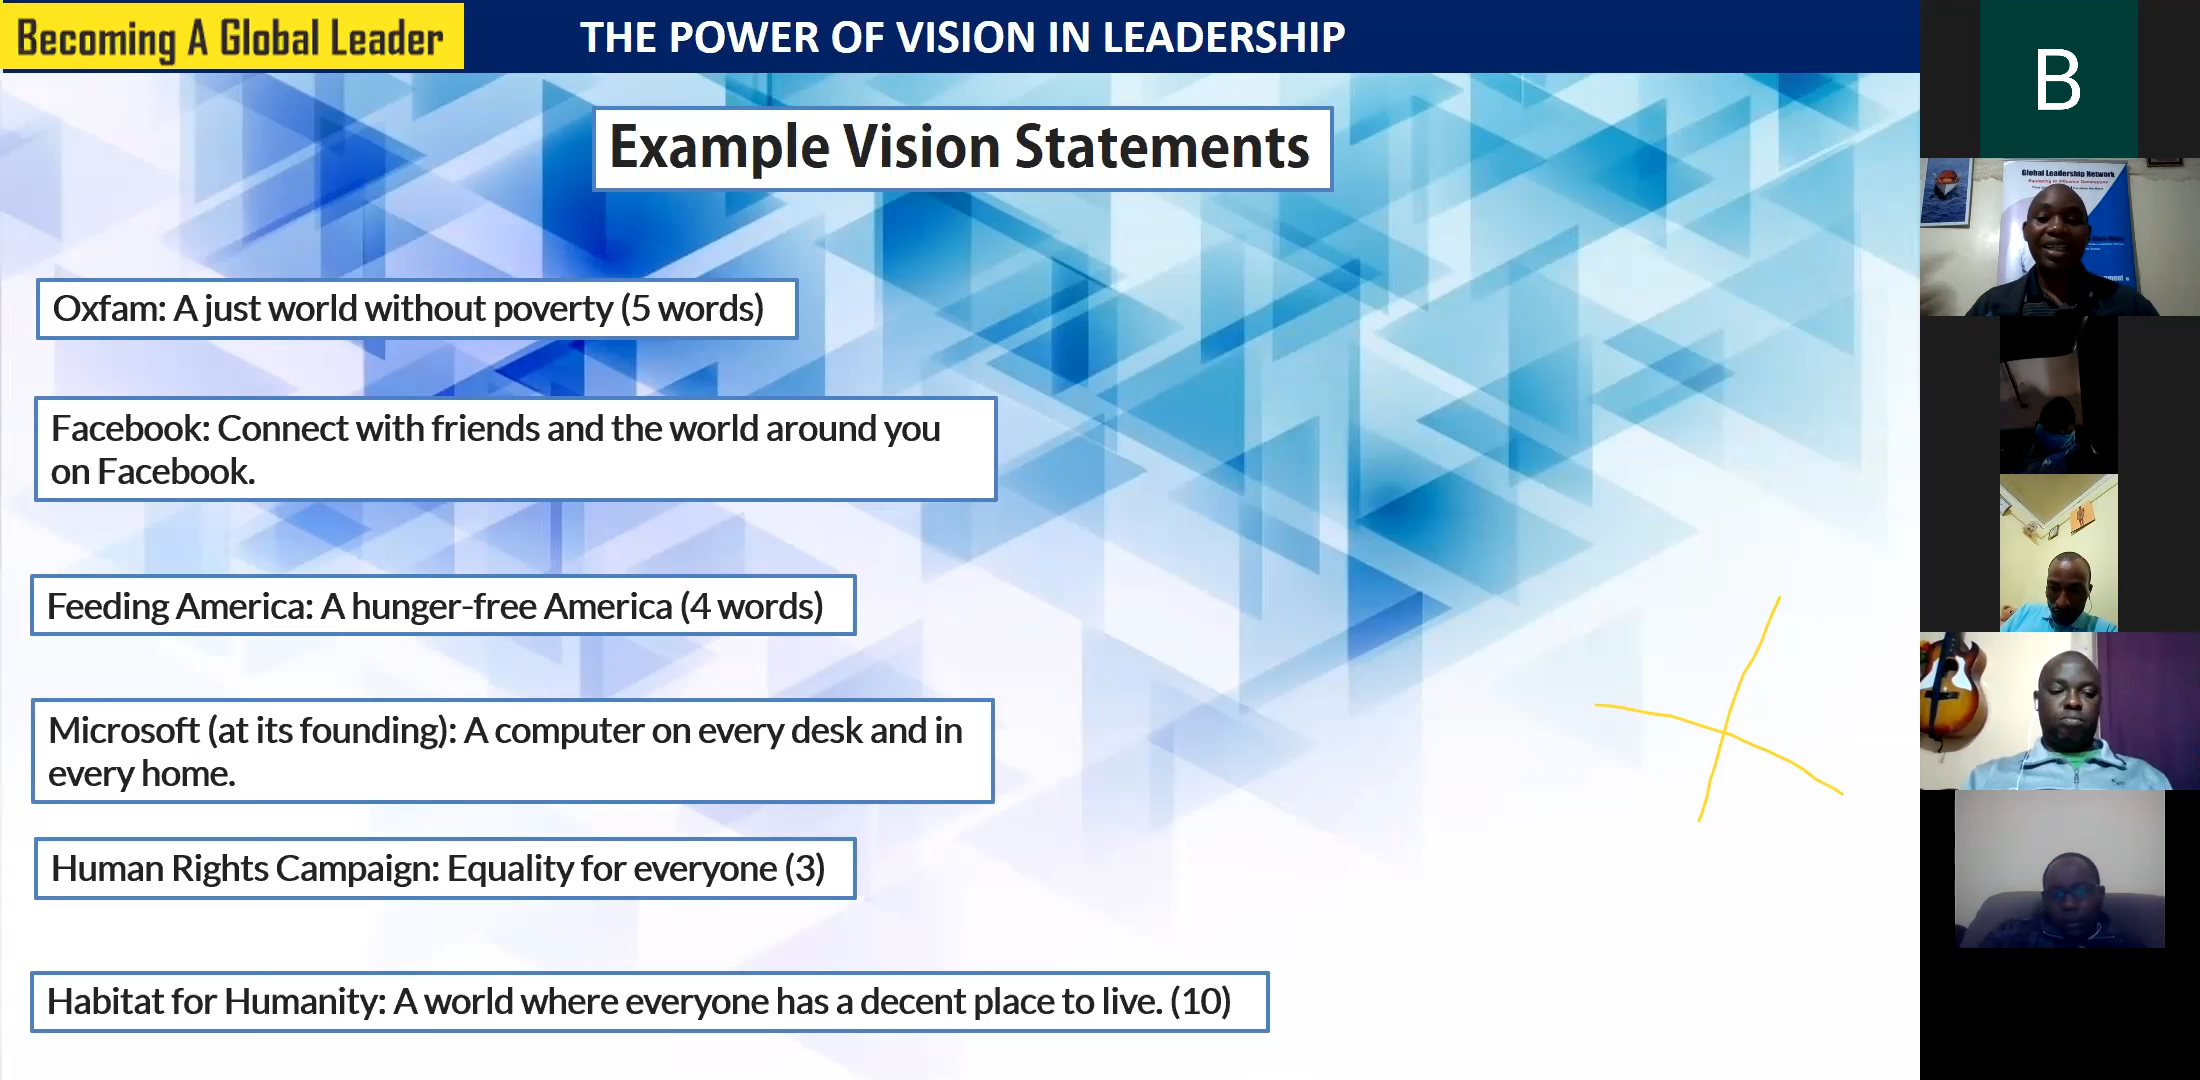 Becoming A Global Leader
THE POWER OF VISION IN LEADERSHIP
Example Vision Statements
Oxfam: A just world without poverty (5 words)
Facebook: Connect with friends and the world around you
on Facebook.
Feeding America: A hunger-free America (4 words)
Microsoft (at its founding): A computer on every desk and in
every home.
Human Rights Campaign: Equality for everyone (3)
Habitat for Humanity: A world where everyone has a decent place to live. (10)
B
Global Leadership Network